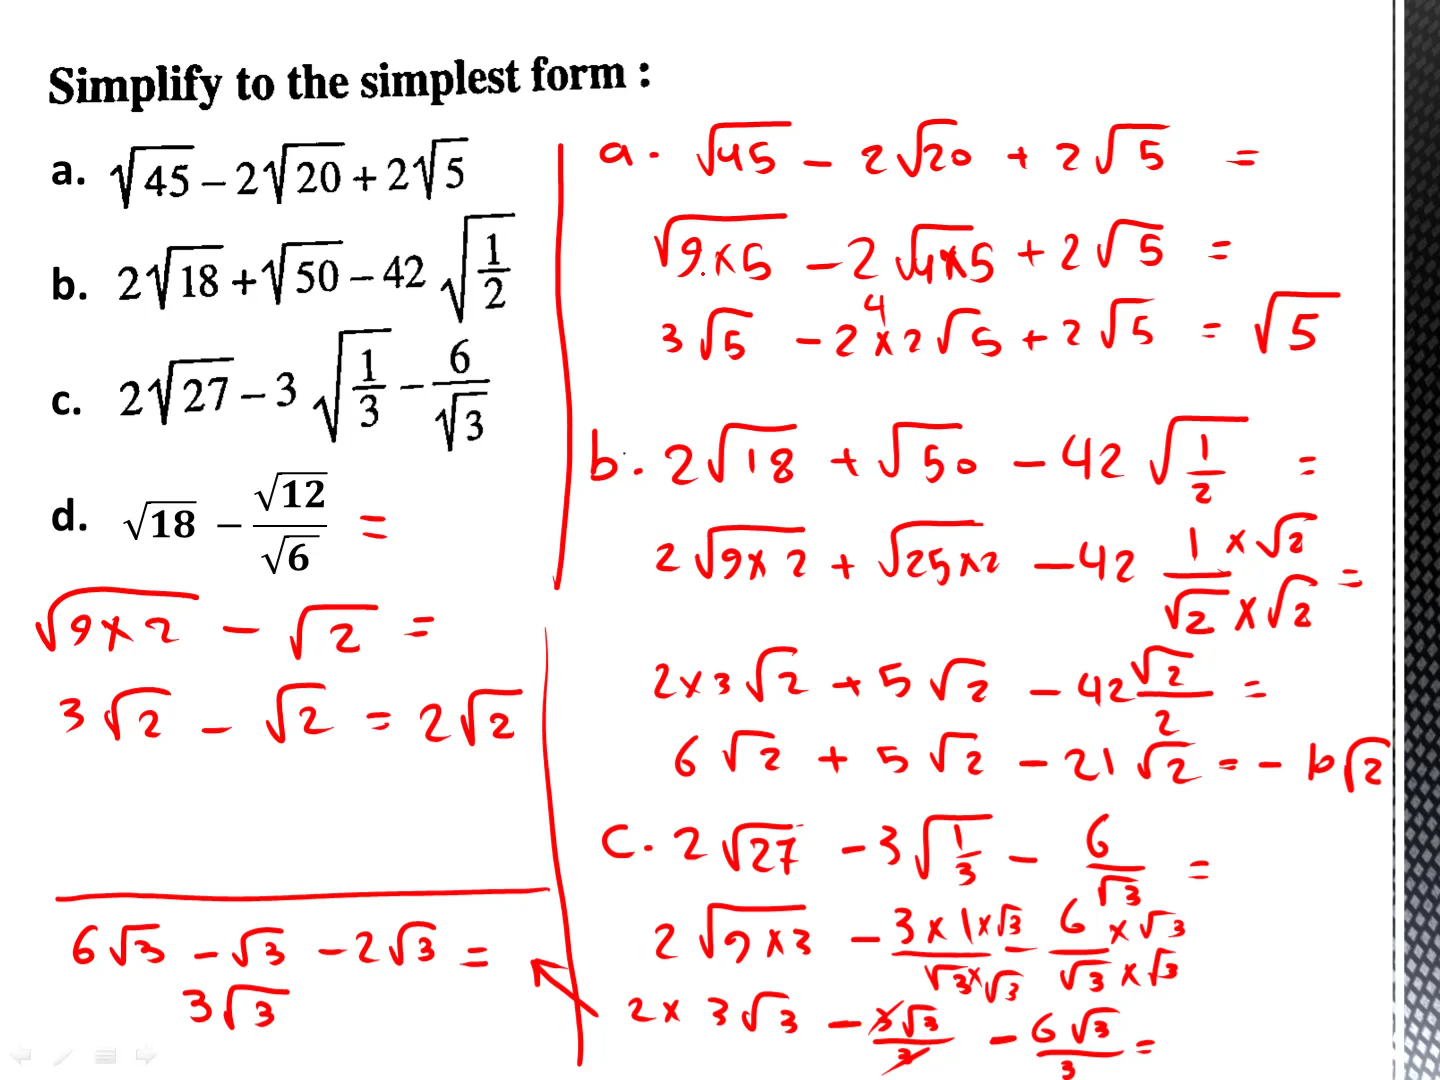 Simplify to the simplest form :
a. √45 – 2√20 + 2√5
b. 2√18 + √50 – 42 √(1/2)
c. 2√27 – 3 √(1/3) – 6/√3
d. √18 – √12/√6 =
√(9×2) – √2 =
3√2 – √2 = 2√2
a. √45 – 2√20 + 2√5 =
√(9×5) – 2√(4×5) + 2√5 =
4
3√5 – 2×2√5 + 2√5 = √5
b. 2√18 + √50 – 42 √(1/2) =
2√(9×2) + √(25×2) – 42 (1×√2)/(√2×√2) =
2×3√2 + 5√2 – 42 √2/2 =
6√2 + 5√2 – 21√2 = – 10√2
c. 2√27 – 3√(1/3) – 6/√3 =
2√(9×3) – (3×1×√3)/(√3×√3) – (6×√3)/(√3×√3)
2×3√3 – 3√3/3 – 6√3/3 =
6√3 – √3 – 2√3 =
3√3